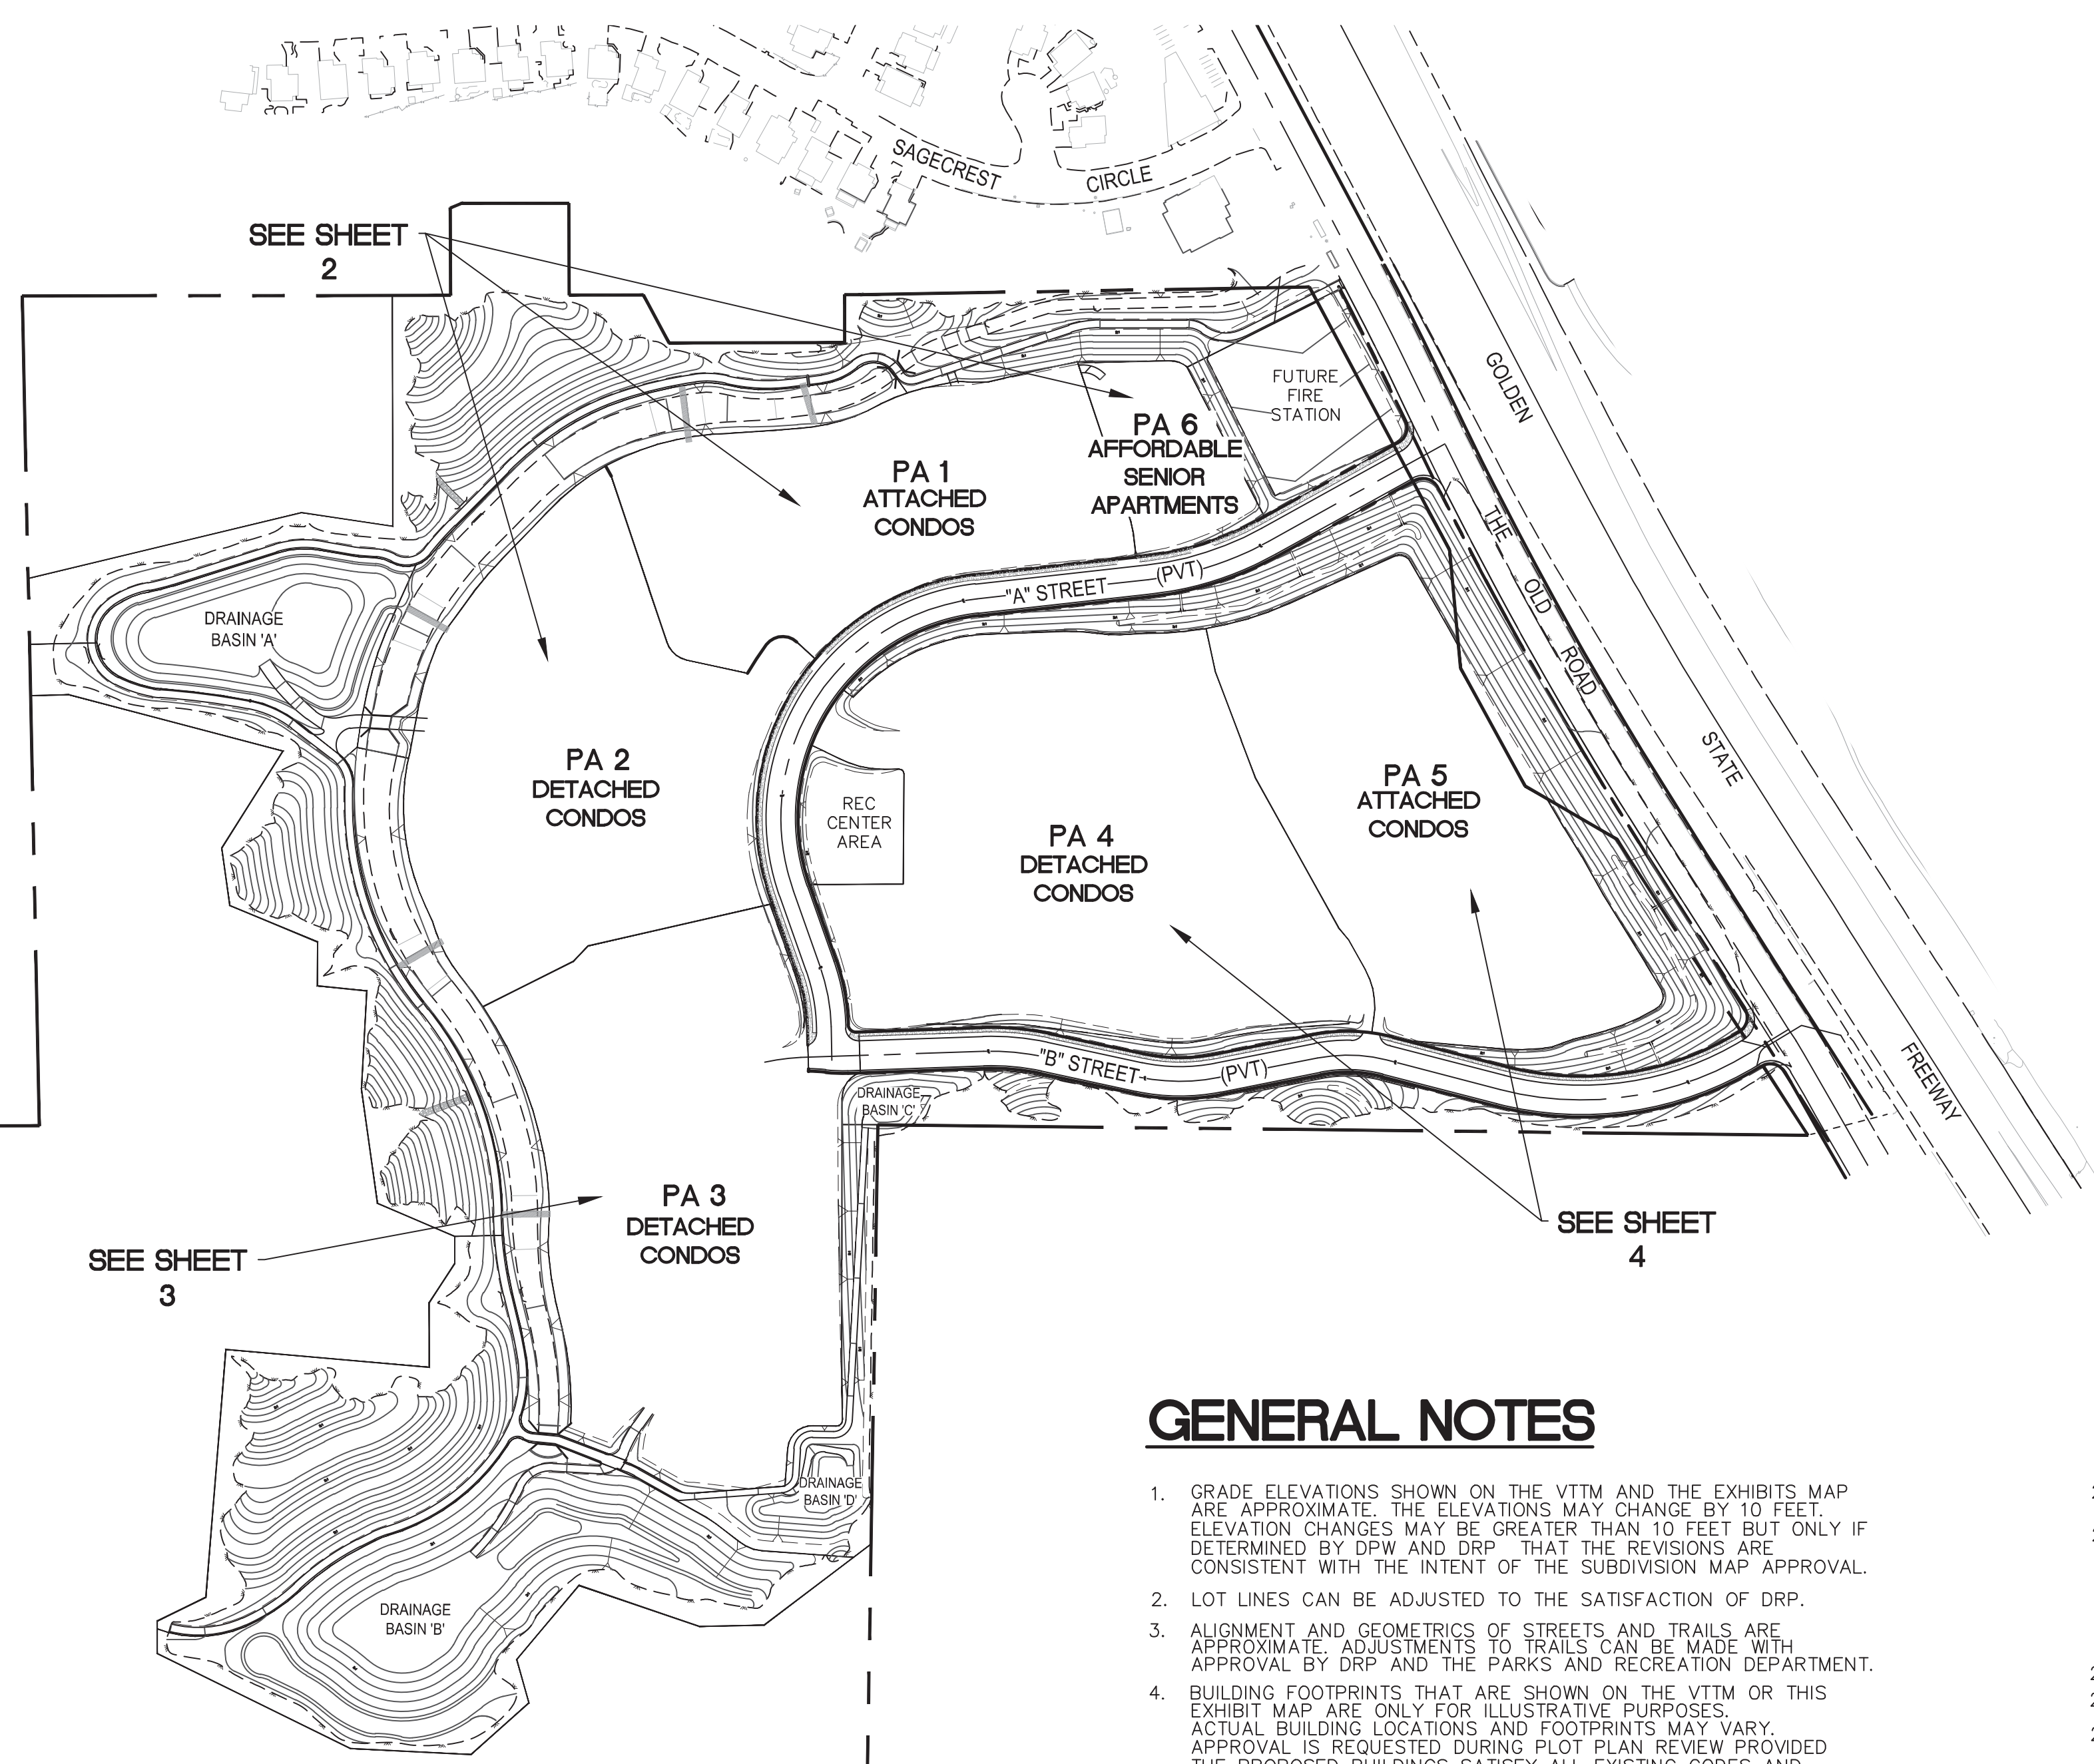 SAGECREST
CIRCLE
SEE SHEET
2
GOLDEN
STATE
FREEWAY
THE
OLD
ROAD
FUTURE
FIRE
STATION
PA 6
AFFORDABLE
SENIOR
APARTMENTS
PA 1
ATTACHED
CONDOS
"A" STREET
(PVT)
DRAINAGE
BASIN 'A'
PA 2
DETACHED
CONDOS
REC
CENTER
AREA
PA 4
DETACHED
CONDOS
PA 5
ATTACHED
CONDOS
"B" STREET
(PVT)
DRAINAGE
BASIN 'C'
PA 3
DETACHED
CONDOS
SEE SHEET
3
SEE SHEET
4
DRAINAGE
BASIN 'D'
DRAINAGE
BASIN 'B'
GENERAL NOTES
1. GRADE ELEVATIONS SHOWN ON THE VTTM AND THE EXHIBITS MAP
ARE APPROXIMATE. THE ELEVATIONS MAY CHANGE BY 10 FEET.
ELEVATION CHANGES MAY BE GREATER THAN 10 FEET BUT ONLY IF
DETERMINED BY DPW AND DRP THAT THE REVISIONS ARE
CONSISTENT WITH THE INTENT OF THE SUBDIVISION MAP APPROVAL.
2. LOT LINES CAN BE ADJUSTED TO THE SATISFACTION OF DRP.
3. ALIGNMENT AND GEOMETRICS OF STREETS AND TRAILS ARE
APPROXIMATE. ADJUSTMENTS TO TRAILS CAN BE MADE WITH
APPROVAL BY DRP AND THE PARKS AND RECREATION DEPARTMENT.
4. BUILDING FOOTPRINTS THAT ARE SHOWN ON THE VTTM OR THIS
EXHIBIT MAP ARE ONLY FOR ILLUSTRATIVE PURPOSES.
ACTUAL BUILDING LOCATIONS AND FOOTPRINTS MAY VARY.
APPROVAL IS REQUESTED DURING PLOT PLAN REVIEW PROVIDED
THE PROPOSED BUILDINGS SATISFY ALL EXISTING CODES AND